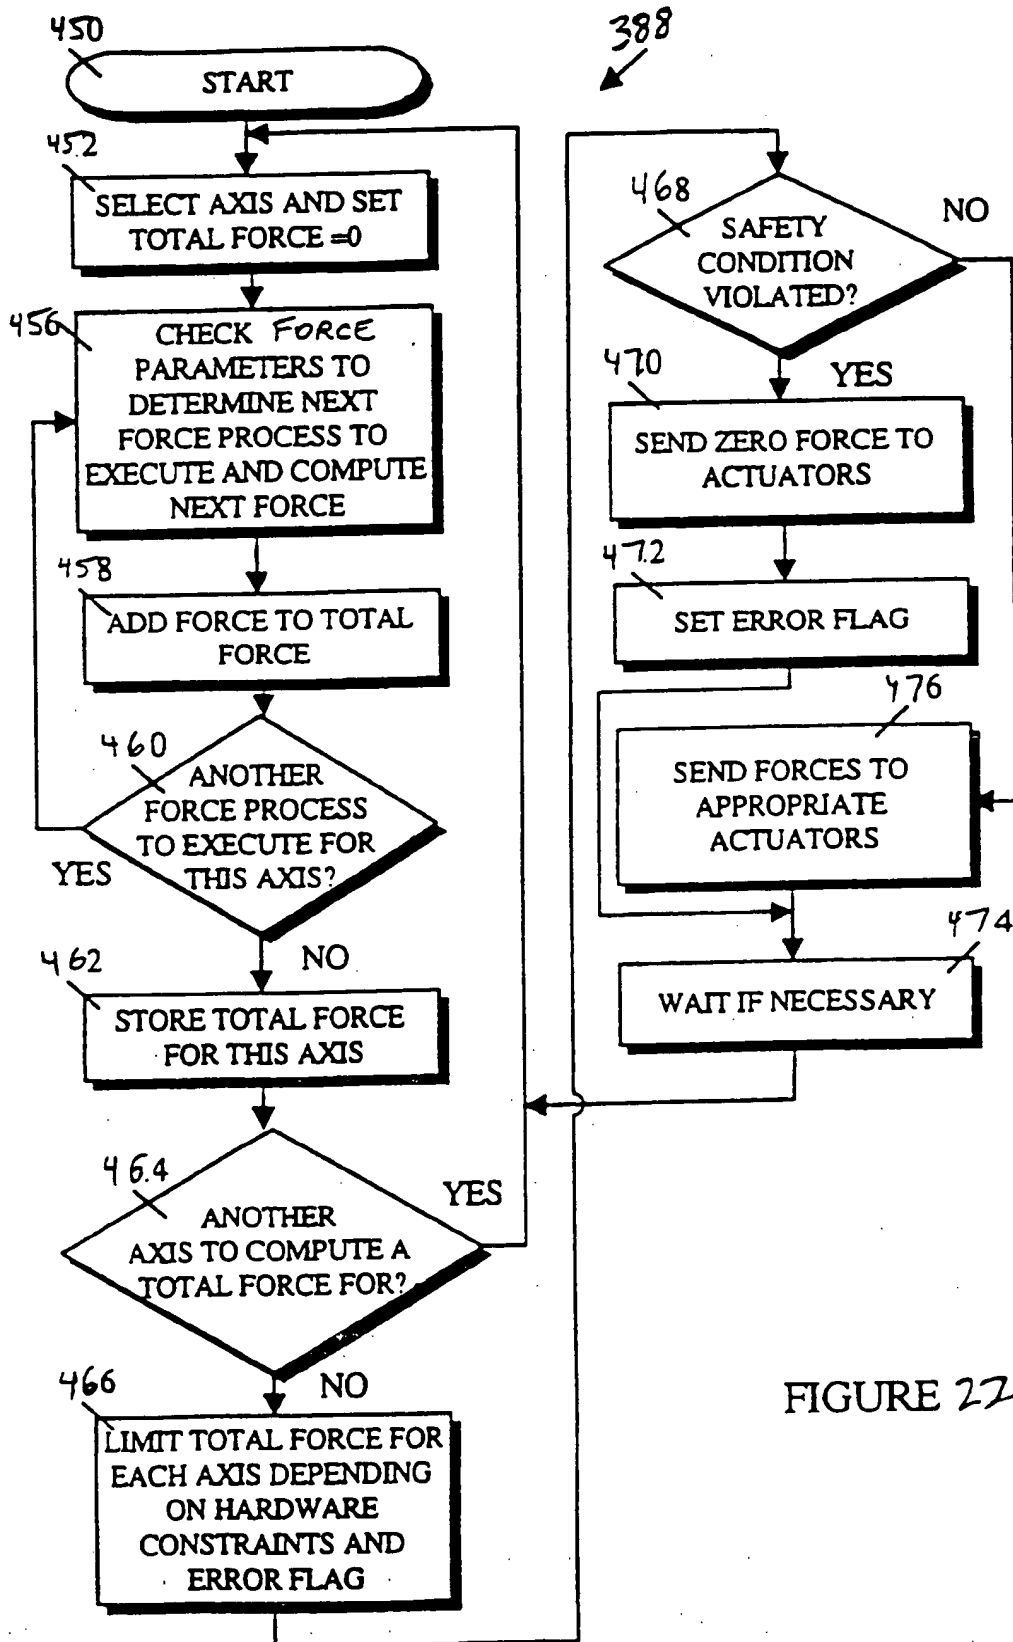 450
START
452
SELECT AXIS AND SET
TOTAL FORCE =0
456
CHECK FORCE
PARAMETERS TO
DETERMINE NEXT
FORCE PROCESS TO
EXECUTE AND COMPUTE
NEXT FORCE
458
ADD FORCE TO TOTAL
FORCE
460
ANOTHER
FORCE PROCESS
TO EXECUTE FOR
THIS AXIS?
YES
NO
462
STORE TOTAL FORCE
FOR THIS AXIS
464
ANOTHER
AXIS TO COMPUTE A
TOTAL FORCE FOR?
YES
NO
466
LIMIT TOTAL FORCE FOR
EACH AXIS DEPENDING
ON HARDWARE
CONSTRAINTS AND
ERROR FLAG
388
468
SAFETY
CONDITION
VIOLATED?
NO
YES
470
SEND ZERO FORCE TO
ACTUATORS
472
SET ERROR FLAG
476
SEND FORCES TO
APPROPRIATE
ACTUATORS
474
WAIT IF NECESSARY
FIGURE 22